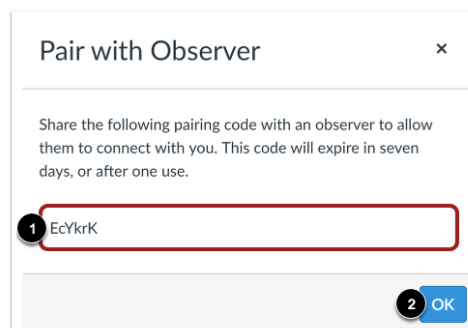 Pair with Observer ×
Share the following pairing code with an observer to allow
them to connect with you. This code will expire in seven
days, or after one use.
1 EcYkrK
2 OK